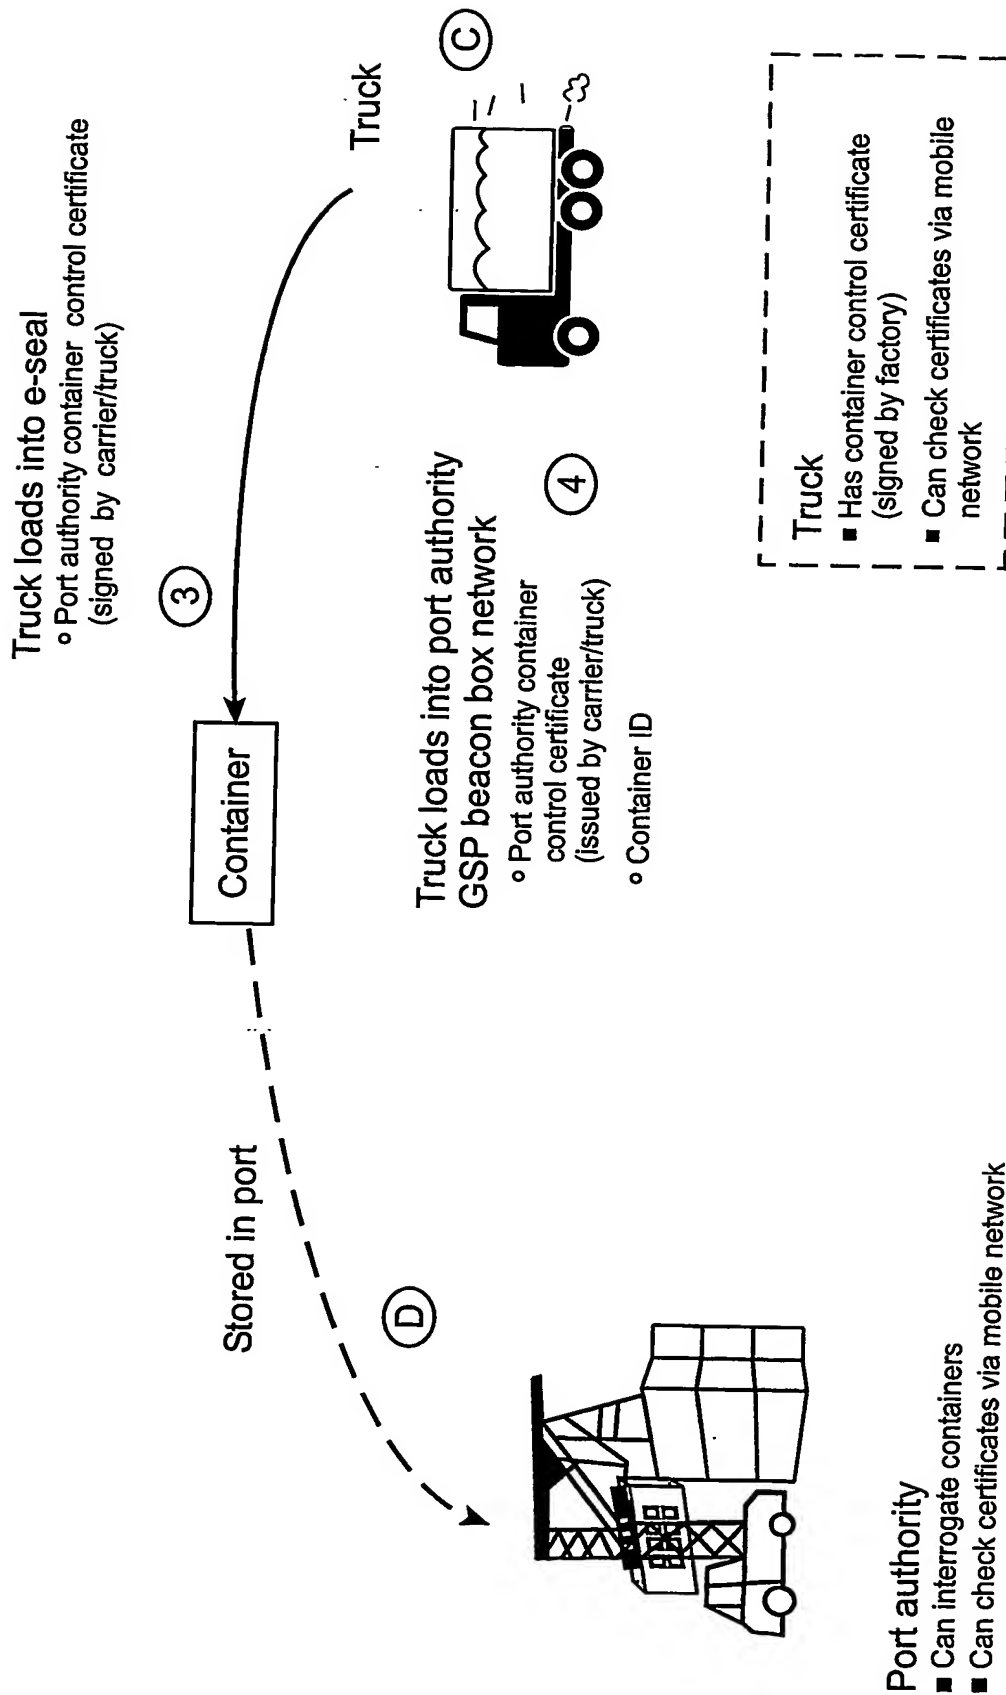 Truck loads into e-seal
° Port authority container control certificate
(signed by carrier/truck)
3
Container
Truck
C
Stored in port
D
Truck loads into port authority
GSP beacon box network
4
° Port authority container
control certificate
(issued by carrier/truck)
° Container ID
Port authority
■ Can interrogate containers
■ Can check certificates via mobile network
Truck
■ Has container control certificate
(signed by factory)
■ Can check certificates via mobile
network